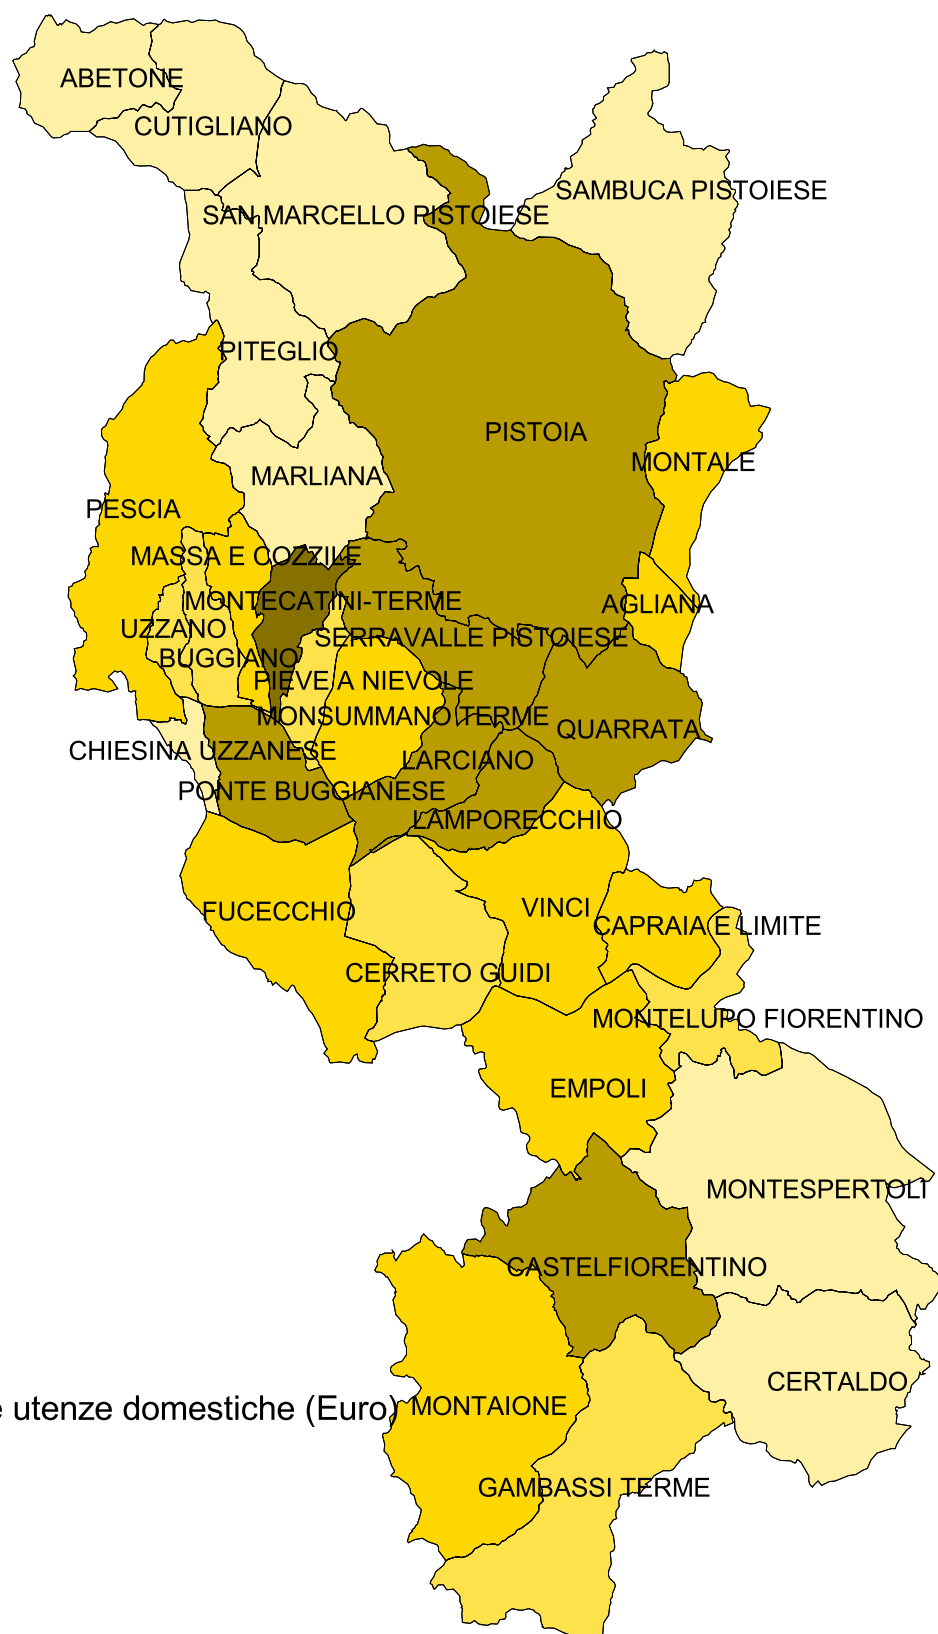 ABETONE
CUTIGLIANO
SAMBUCA PISTOIESE
SAN MARCELLO PISTOIESE
PITEGLIO
PISTOIA
MONTALE
MARLIANA
PESCIA
MASSA E COZZILE
MONTECATINI-TERME
AGLIANA
UZZANO
SERRAVALLE PISTOIESE
BUGGIANO
PIEVE A NIEVOLE
MONSUMMANO TERME
QUARRATA
CHIESINA UZZANESE
LARCIANO
PONTE BUGGIANESE
LAMPORECCHIO
FUCECCHIO
VINCI
CAPRAIA E LIMITE
CERRETO GUIDI
MONTELUPO FIORENTINO
EMPOLI
MONTESPERTOLI
CASTELFIORENTINO
CERTALDO
e utenze domestiche (Euro)
MONTAIONE
GAMBASSI TERME